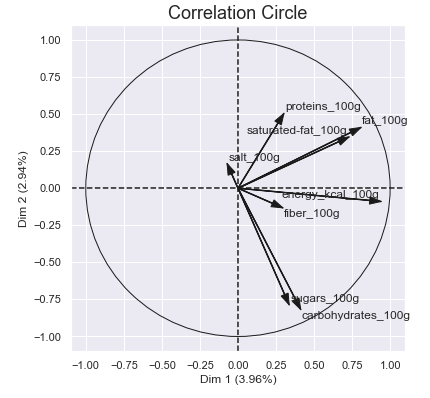 Correlation Circle
1.00
0.75
0.50
0.25
0.00
−0.25
−0.50
−0.75
−1.00
Dim 2 (2.94%)
proteins_100g
fat_100g
saturated-fat_100g
salt_100g
energy_kcal_100g
fiber_100g
sugars_100g
carbohydrates_100g
−1.00 −0.75 −0.50 −0.25 0.00 0.25 0.50 0.75 1.00
Dim 1 (3.96%)